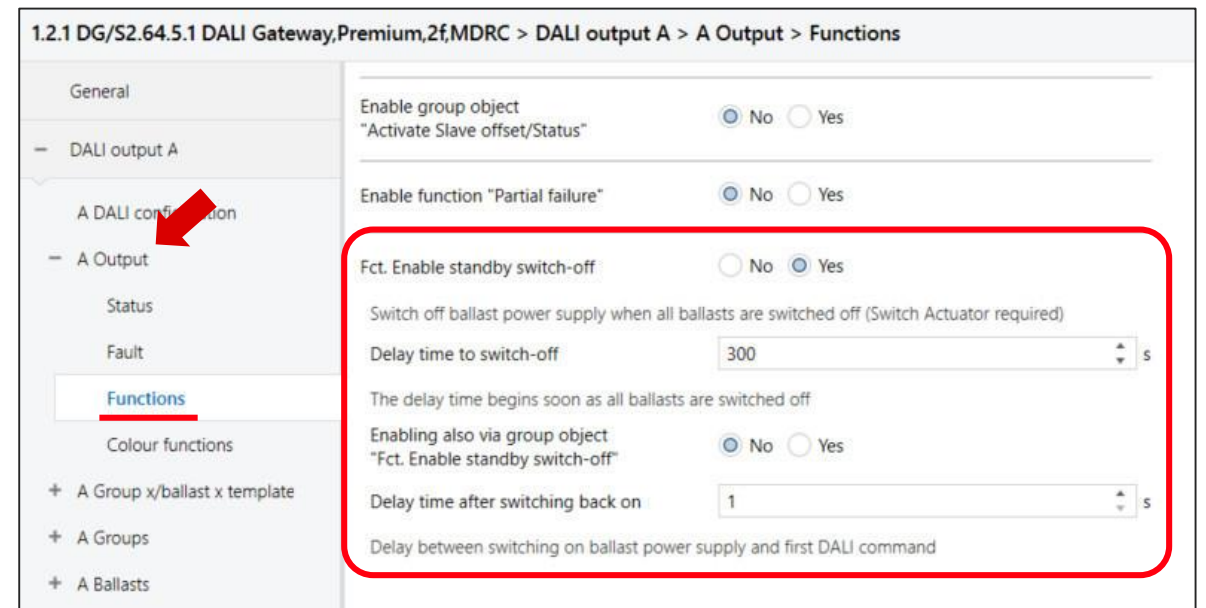 1.2.1 DG/S2.64.5.1 DALI Gateway,Premium,2f,MDRC > DALI output A > A Output > Functions
General
− DALI output A
A DALI
− A Output
Status
Fault
Functions
Colour functions
+ A Group x/ballast x template
+ A Groups
+ A Ballasts
Enable group object
"Activate Slave offset/Status"
No Yes
Enable function "Partial failure"
No Yes
Fct. Enable standby switch-off
No Yes
Switch off ballast power supply when all ballasts are switched off (Switch Actuator required)
Delay time to switch-off
300 s
The delay time begins soon as all ballasts are switched off
Enabling also via group object
"Fct. Enable standby switch-off"
No Yes
Delay time after switching back on
1 s
Delay between switching on ballast power supply and first DALI command